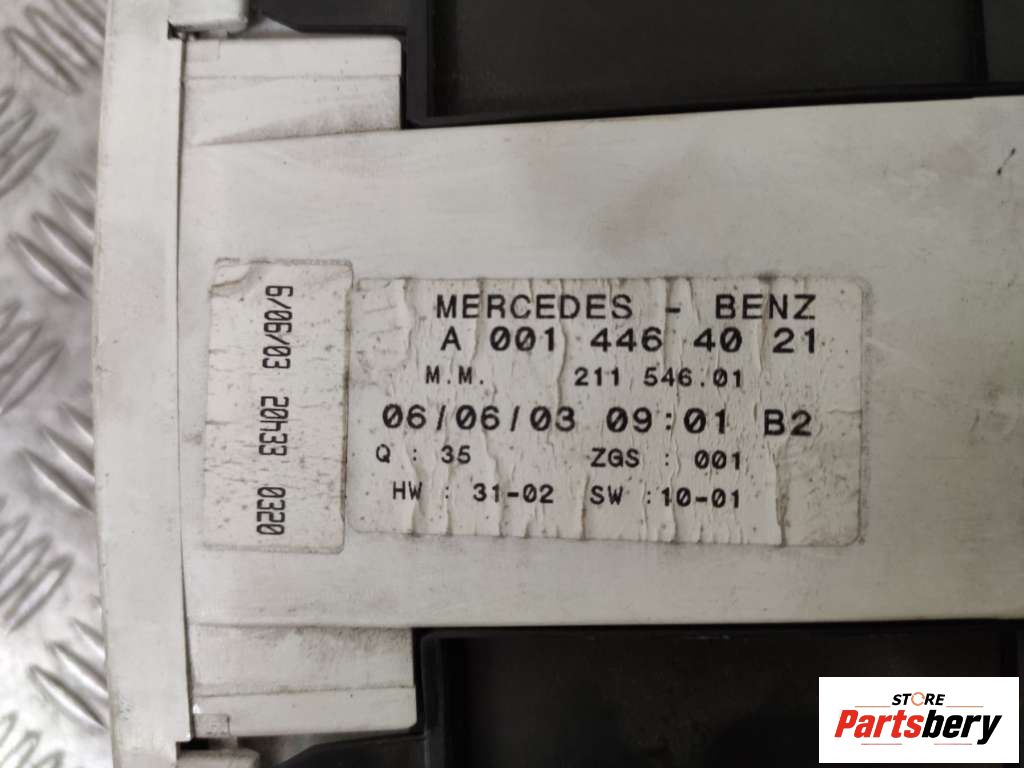 6/06/03 20433 0320
MERCEDES - BENZ
A 001 446 40 21
M.M. 211 546.01
06/06/03 09:01 B2
Q : 35 ZGS : 001
HW : 31-02 SW :10-01
STORE
Partsbery